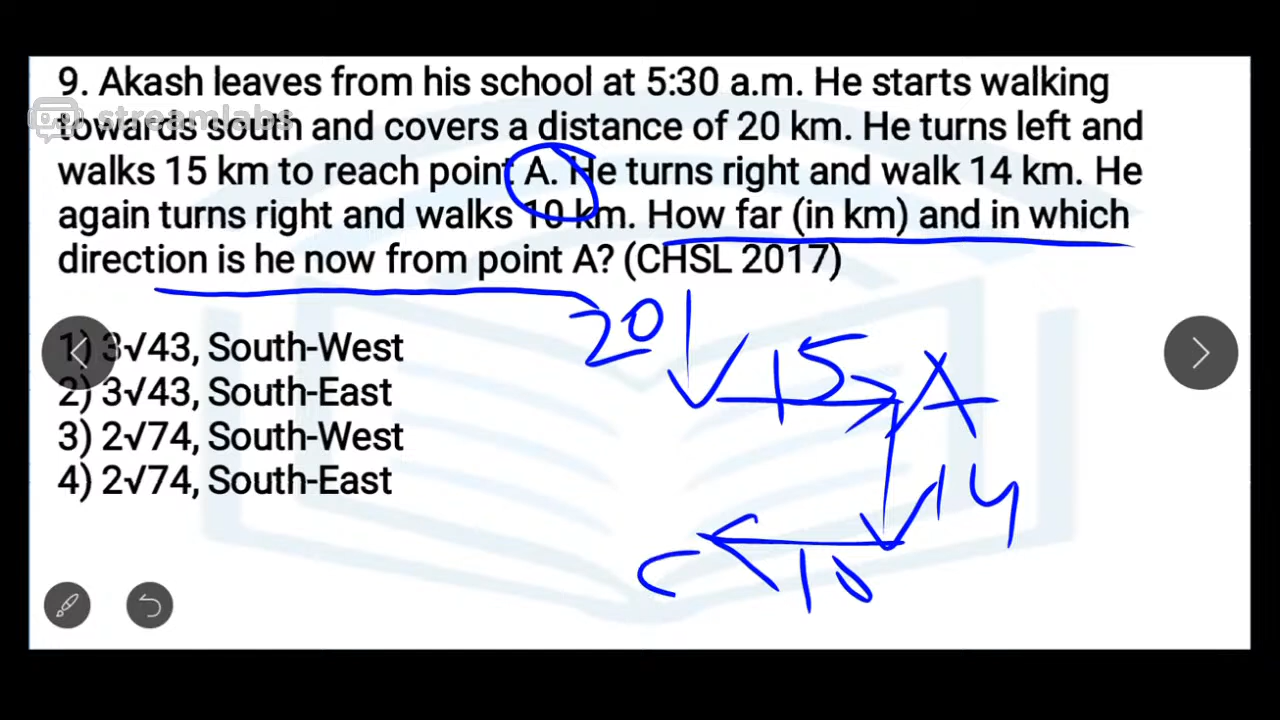 9. Akash leaves from his school at 5:30 a.m. He starts walking
streamlabs
towards south and covers a distance of 20 km. He turns left and
walks 15 km to reach point A. He turns right and walk 14 km. He
again turns right and walks 10 km. How far (in km) and in which
direction is he now from point A? (CHSL 2017)
1) 3√43, South-West
2) 3√43, South-East
3) 2√74, South-West
4) 2√74, South-East
20
15
A
14
10
C